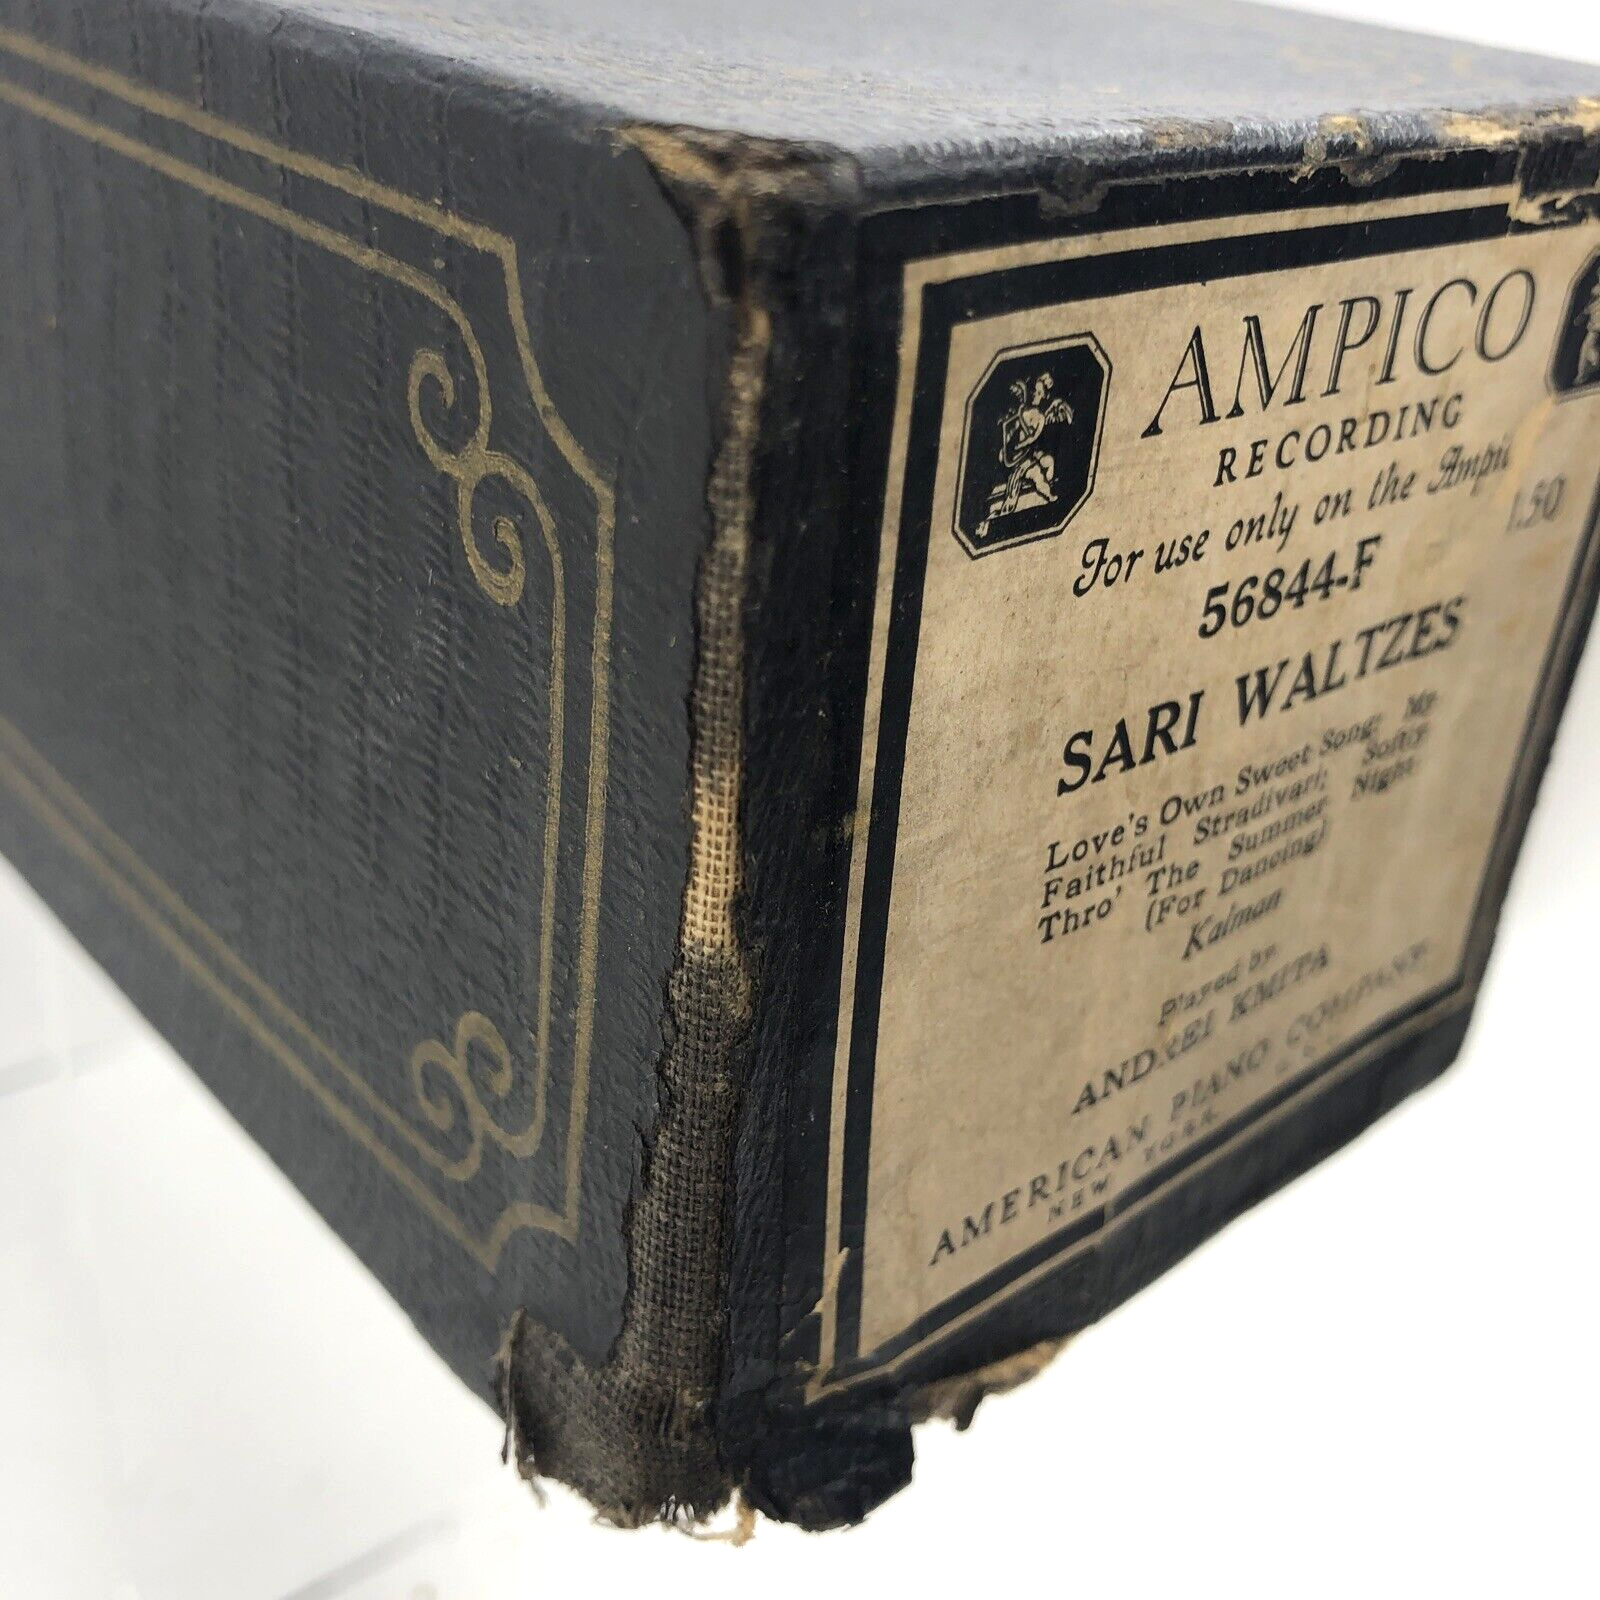 AMPICO
RECORDING
For use only on the
1.50
56844-F
SARI WALTZES
Love's Own Sweet Song; My
Faithful Stradivari; Softly
Thro' The Summer Night
(For Dancing)
Kalman
Played by
KMITA
AMERICAN PIANO COMPANY
NEW YORK